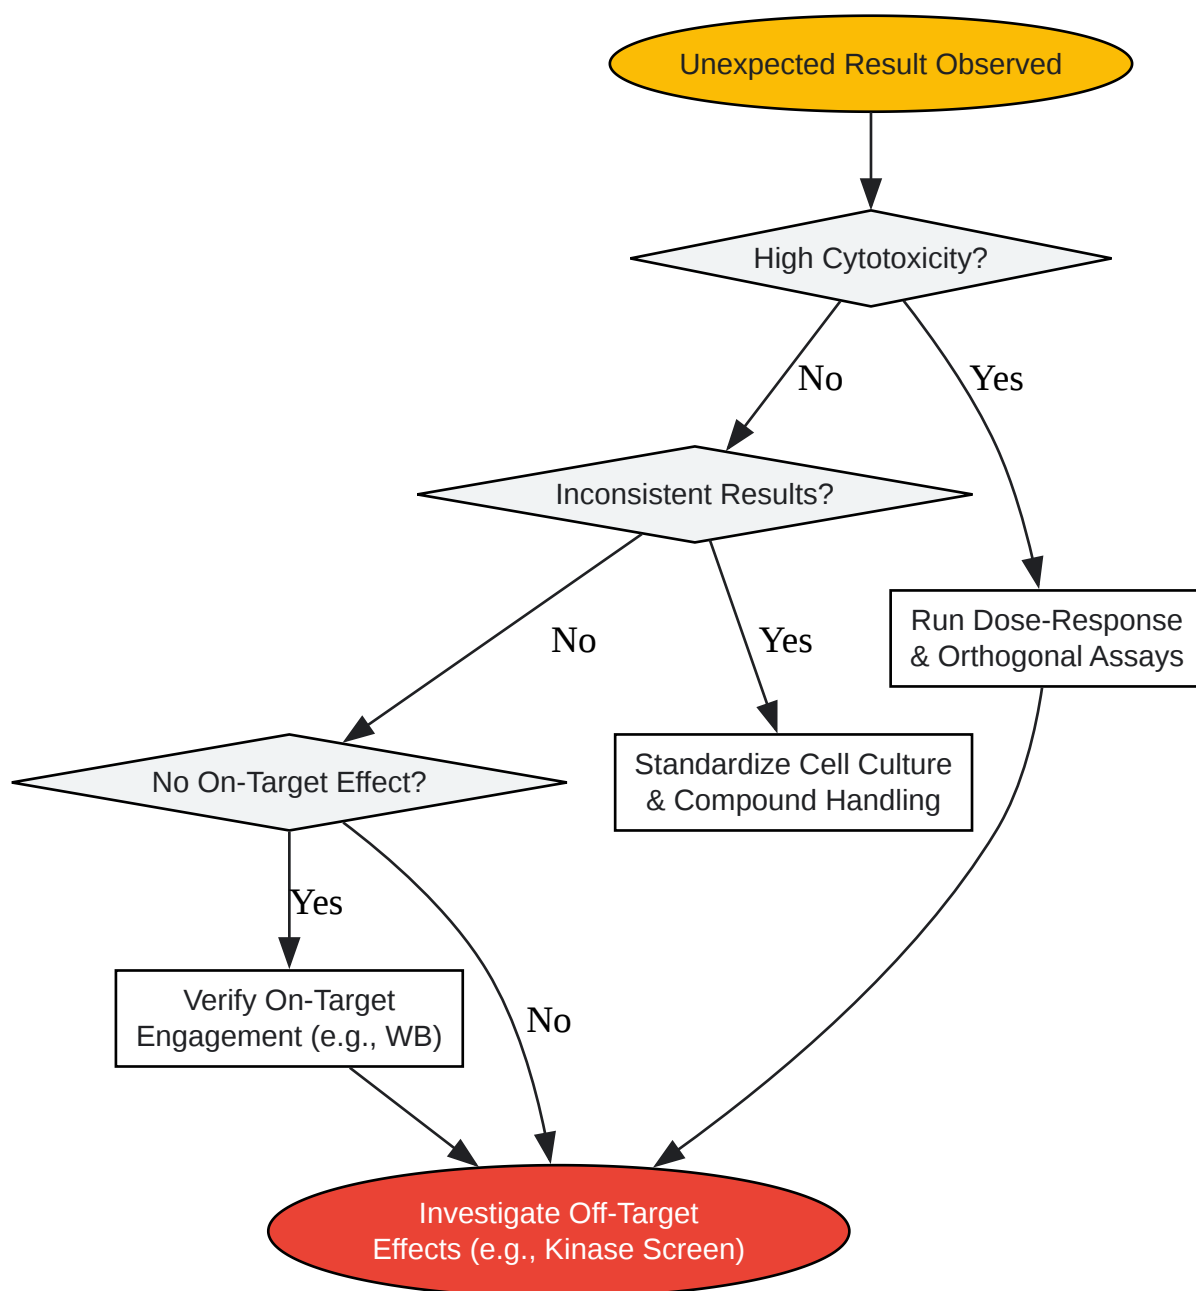 Unexpected Result Observed
High Cytotoxicity?
No
Yes
Inconsistent Results?
Run Dose-Response
& Orthogonal Assays
No
Yes
No On-Target Effect?
Standardize Cell Culture
& Compound Handling
Yes
Verify On-Target
Engagement (e.g., WB)
No
Investigate Off-Target
Effects (e.g., Kinase Screen)